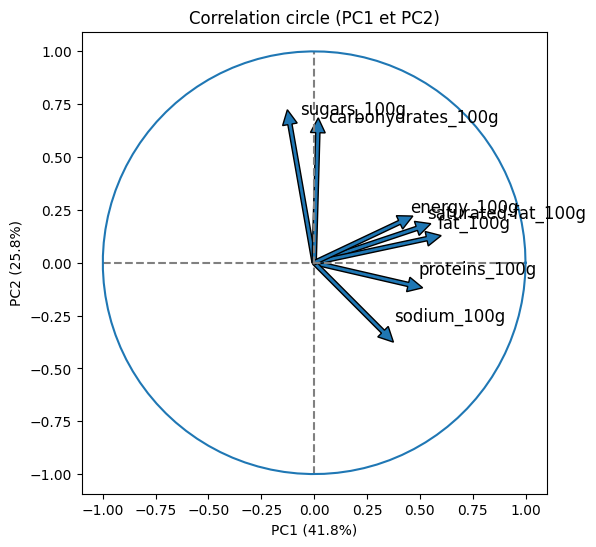 Correlation circle (PC1 et PC2)
1.00
0.75
0.50
0.25
0.00
−0.25
−0.50
−0.75
−1.00
PC2 (25.8%)
sugars_100g
carbohydrates_100g
energy_100g
saturated-fat_100g
fat_100g
proteins_100g
sodium_100g
−1.00 −0.75 −0.50 −0.25 0.00 0.25 0.50 0.75 1.00
PC1 (41.8%)